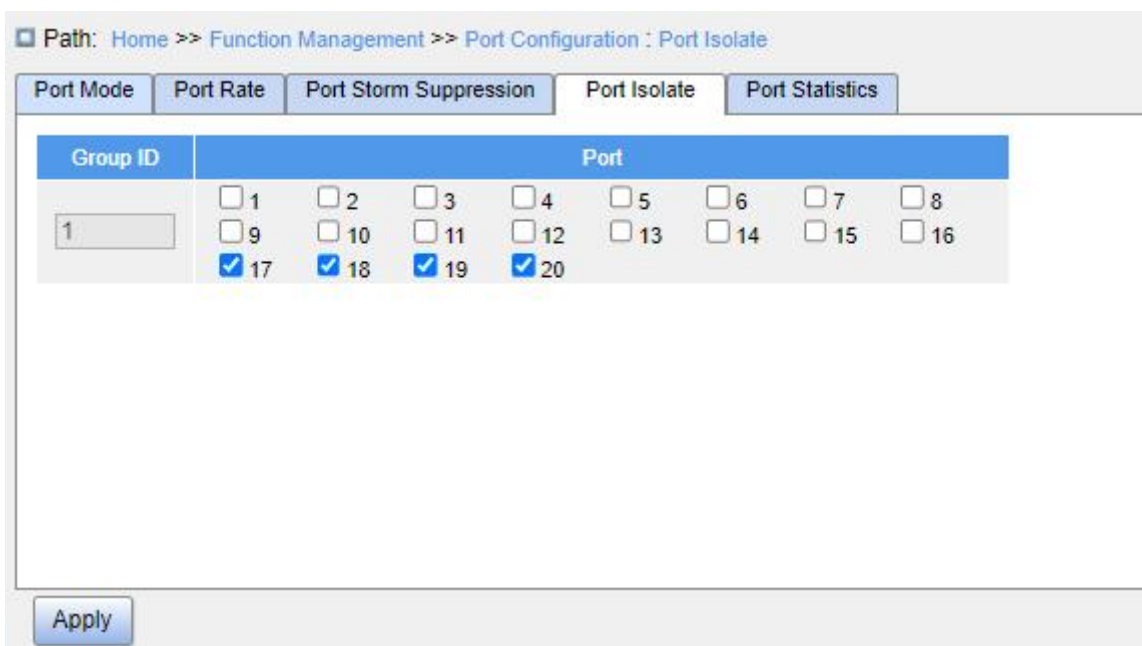 Path: Home >> Function Management >> Port Configuration : Port Isolate
Port Mode Port Rate Port Storm Suppression Port Isolate Port Statistics
Group ID Port
1 2 3 4 5 6 7 8
1 9 10 11 12 13 14 15 16
17 18 19 20
Apply